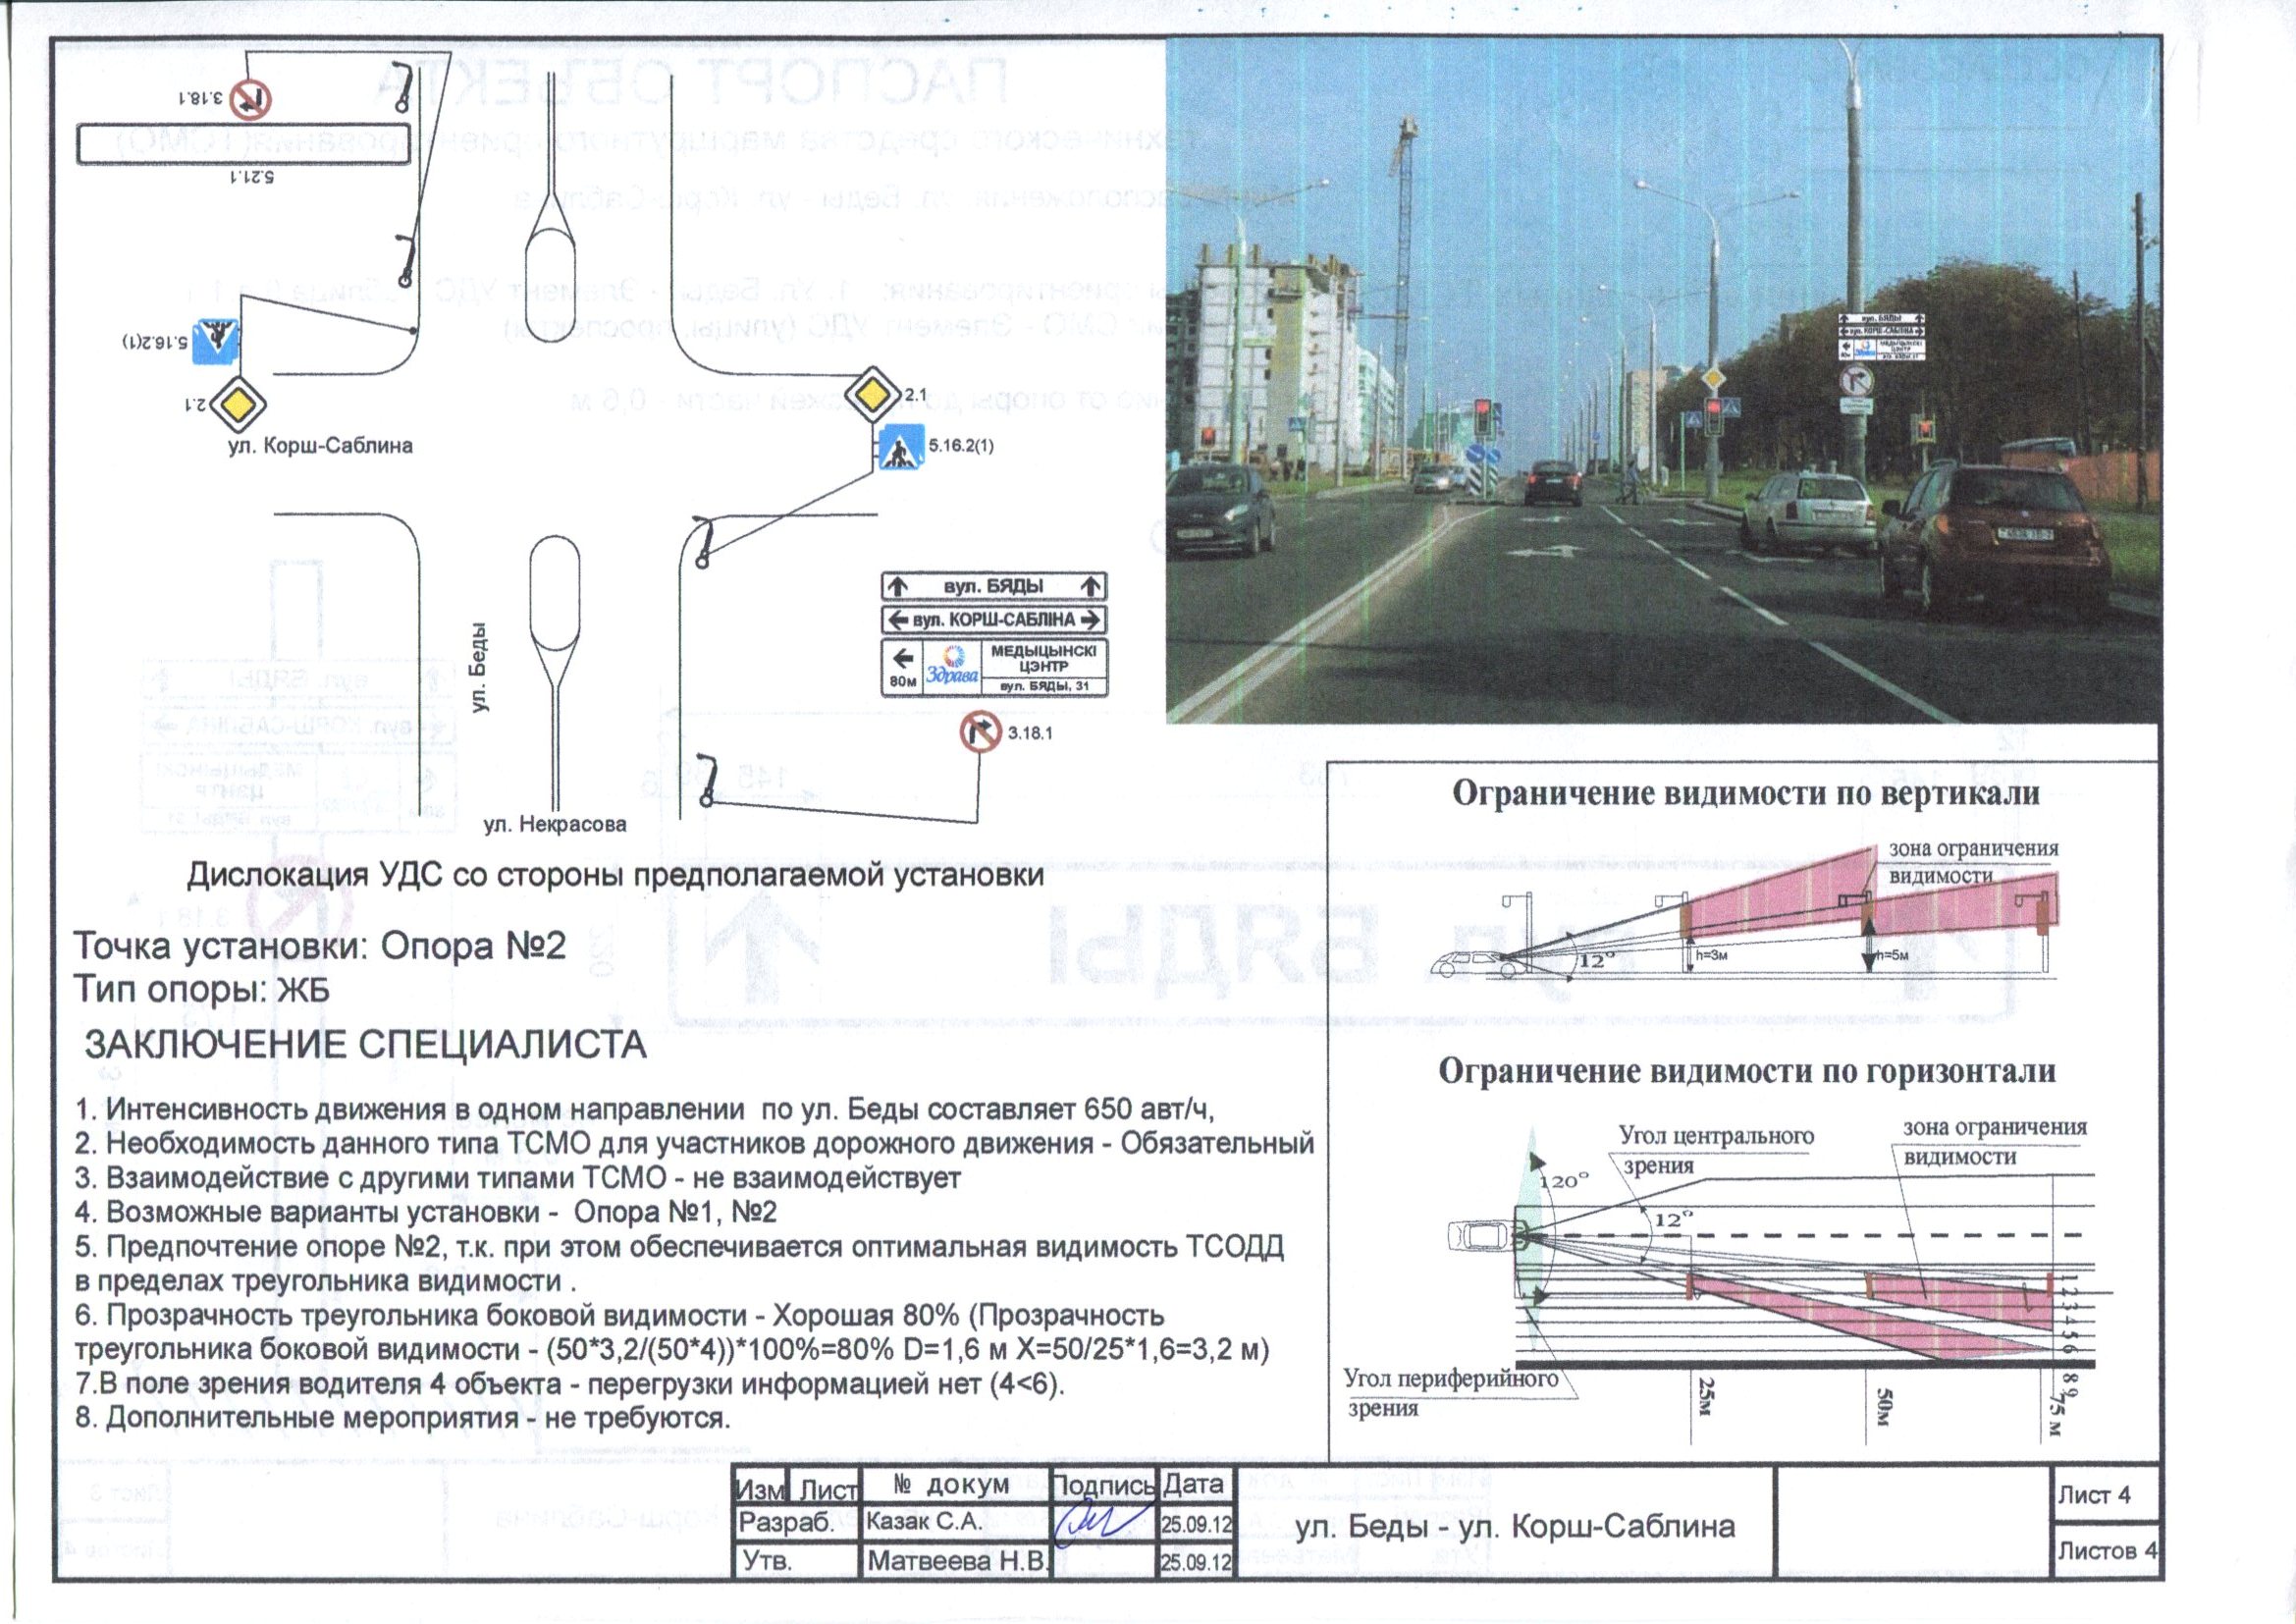 3.18.1
5.21.1
5.16.2(1)
2.1
ул. Корш-Саблина
2.1
5.16.2(1)
ул. Беды
вул. БЯДЫ
вул. КОРШ-САБЛІНА
80м
Здрава
МЕДЫЦЫНСКІ
ЦЭНТР
вул. БЯДЫ, 31
3.18.1
ул. Некрасова
Дислокация УДС со стороны предполагаемой установки
вул. БЯДЫ
вул. КОРШ-САБЛІНА
Здрава
МЕДЫЦЫНСКІ
ЦЭНТР
Точка установки: Опора №2
Тип опоры: ЖБ
ЗАКЛЮЧЕНИЕ СПЕЦИАЛИСТА
1. Интенсивность движения в одном направлении по ул. Беды составляет 650 авт/ч,
2. Необходимость данного типа ТСМО для участников дорожного движения - Обязательный
3. Взаимодействие с другими типами ТСМО - не взаимодействует
4. Возможные варианты установки - Опора №1, №2
5. Предпочтение опоре №2, т.к. при этом обеспечивается оптимальная видимость ТСОДД
в пределах треугольника видимости .
6. Прозрачность треугольника боковой видимости - Хорошая 80% (Прозрачность
треугольника боковой видимости - (50*3,2/(50*4))*100%=80% D=1,6 м X=50/25*1,6=3,2 м)
7.В поле зрения водителя 4 объекта - перегрузки информацией нет (4<6).
8. Дополнительные мероприятия - не требуются.
Ограничение видимости по вертикали
зона ограничения
видимости
12°
h=3м
h=5м
Ограничение видимости по горизонтали
Угол центрального
зрения
зона ограничения
видимости
120°
12°
1 2 3 4 5 6 8 9
Угол периферийного
зрения
25м
50м
75 м
Изм Лист № докум Подпись Дата
Разраб. Казак С.А. 25.09.12
Утв. Матвеева Н.В. 25.09.12
ул. Беды - ул. Корш-Саблина
Лист 4
Листов 4